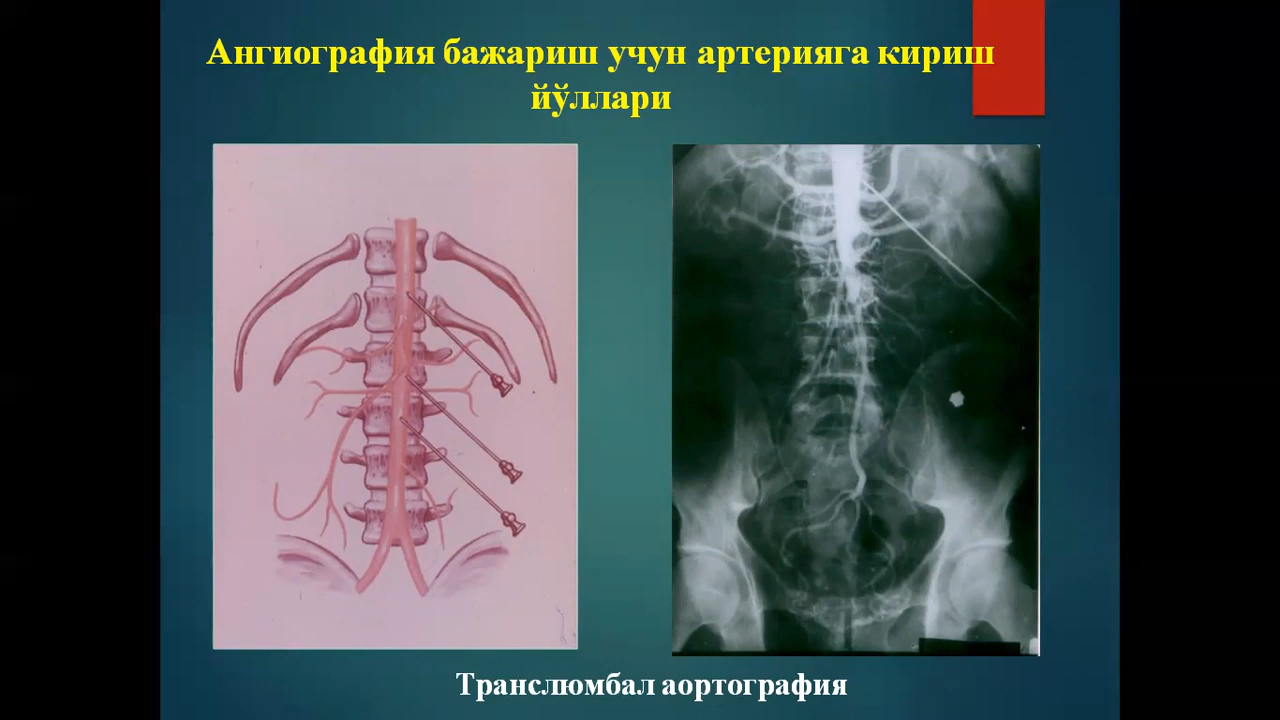 Ангиография бажариш учун артерияга кириш
йўллари
Транслюмбал аортография